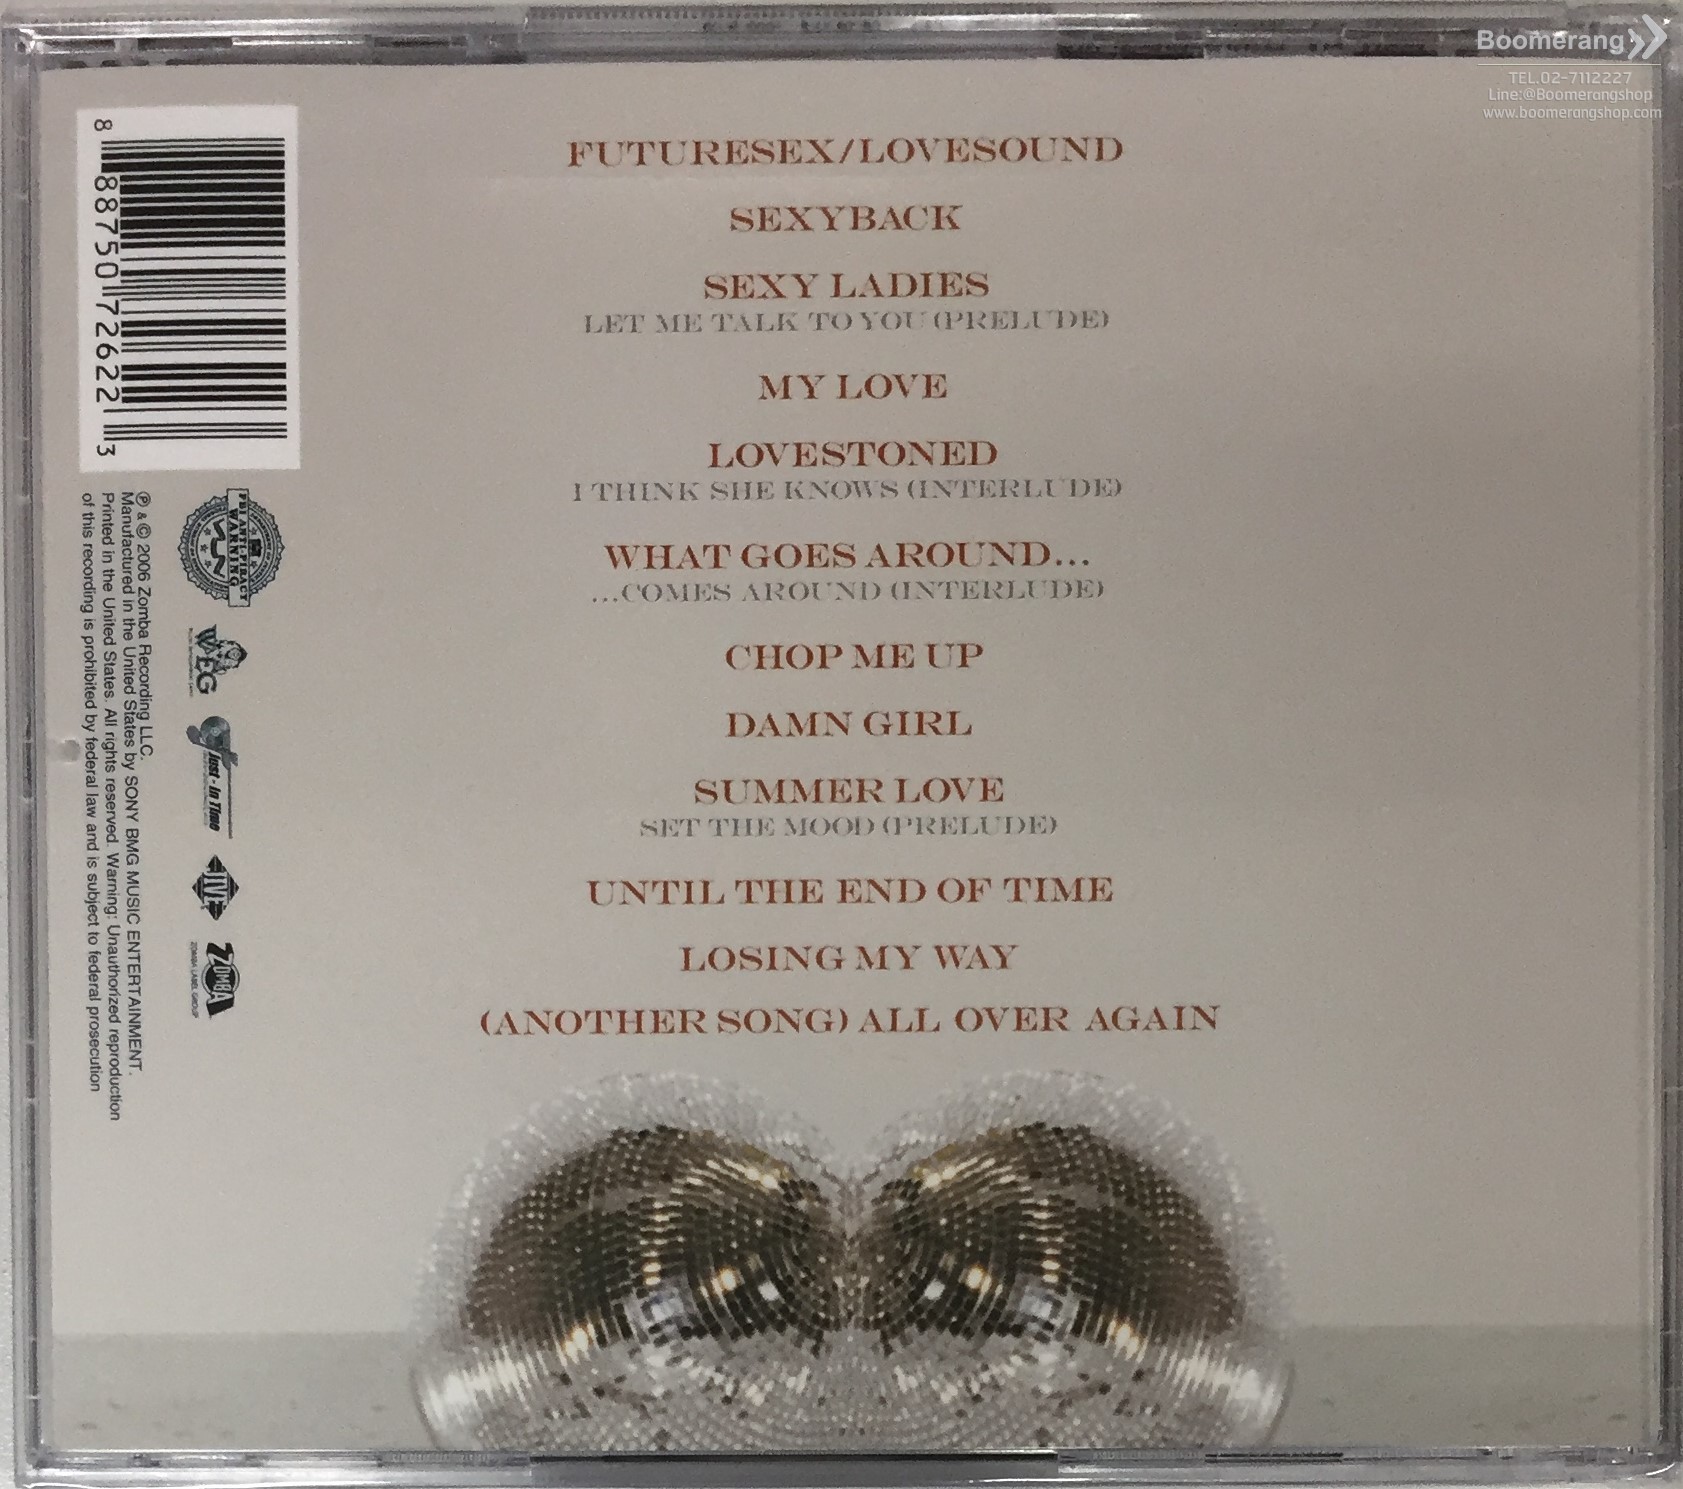 Boomerang
TEL.02-7112227
Line:@Boomerangshop
www.boomerangshop.com
FUTURESEX/LOVESOUND
SEXYBACK
SEXY LADIES
LET ME TALK TO YOU (PRELUDE)
MY LOVE
LOVESTONED
I THINK SHE KNOWS (INTERLUDE)
WHAT GOES AROUND...
...COMES AROUND (INTERLUDE)
CHOP ME UP
DAMN GIRL
SUMMER LOVE
SET THE MOOD (PRELUDE)
UNTIL THE END OF TIME
LOSING MY WAY
(ANOTHER SONG) ALL OVER AGAIN
8 88750 72622 3
FBI ANTI-PIRACY
WARNING
WEG
Just-In Time
JIVE
ZOMBA
ZOMBA LABEL GROUP
℗ & © 2006 Zomba Recording LLC.
Manufactured in the United States by SONY BMG MUSIC ENTERTAINMENT.
Printed in the United States. All rights reserved. Warning: Unauthorized reproduction
of this recording is prohibited by federal law and is subject to federal prosecution